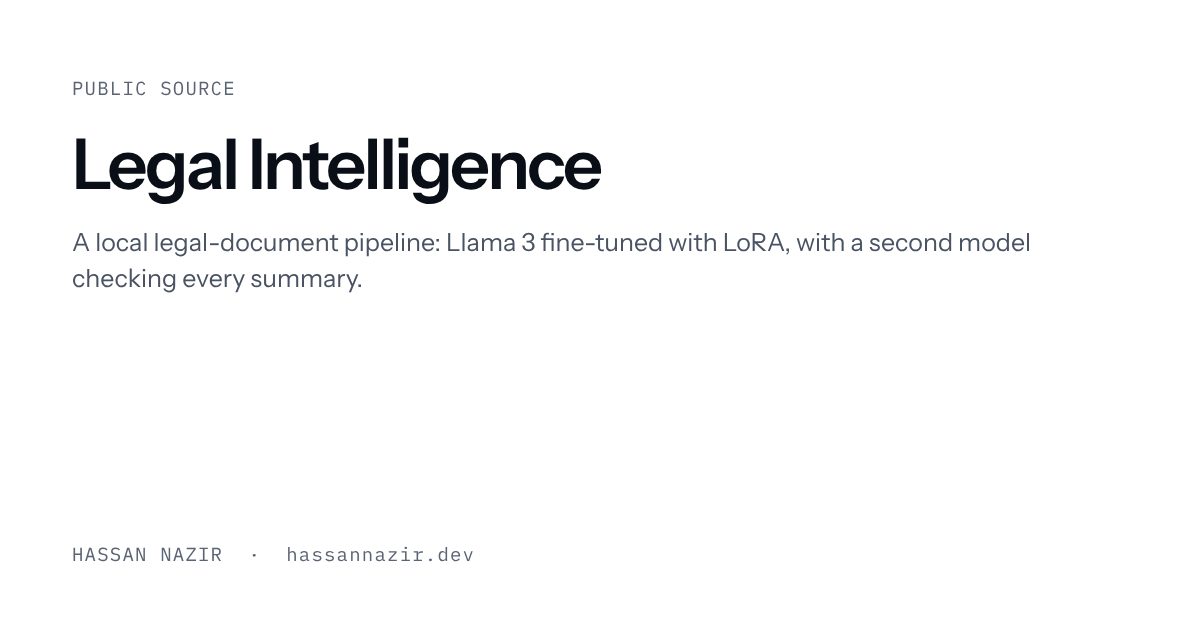 PUBLIC SOURCE
Legal Intelligence
A local legal-document pipeline: Llama 3 fine-tuned with LoRA, with a second model
checking every summary.
HASSAN NAZIR · hassannazir.dev